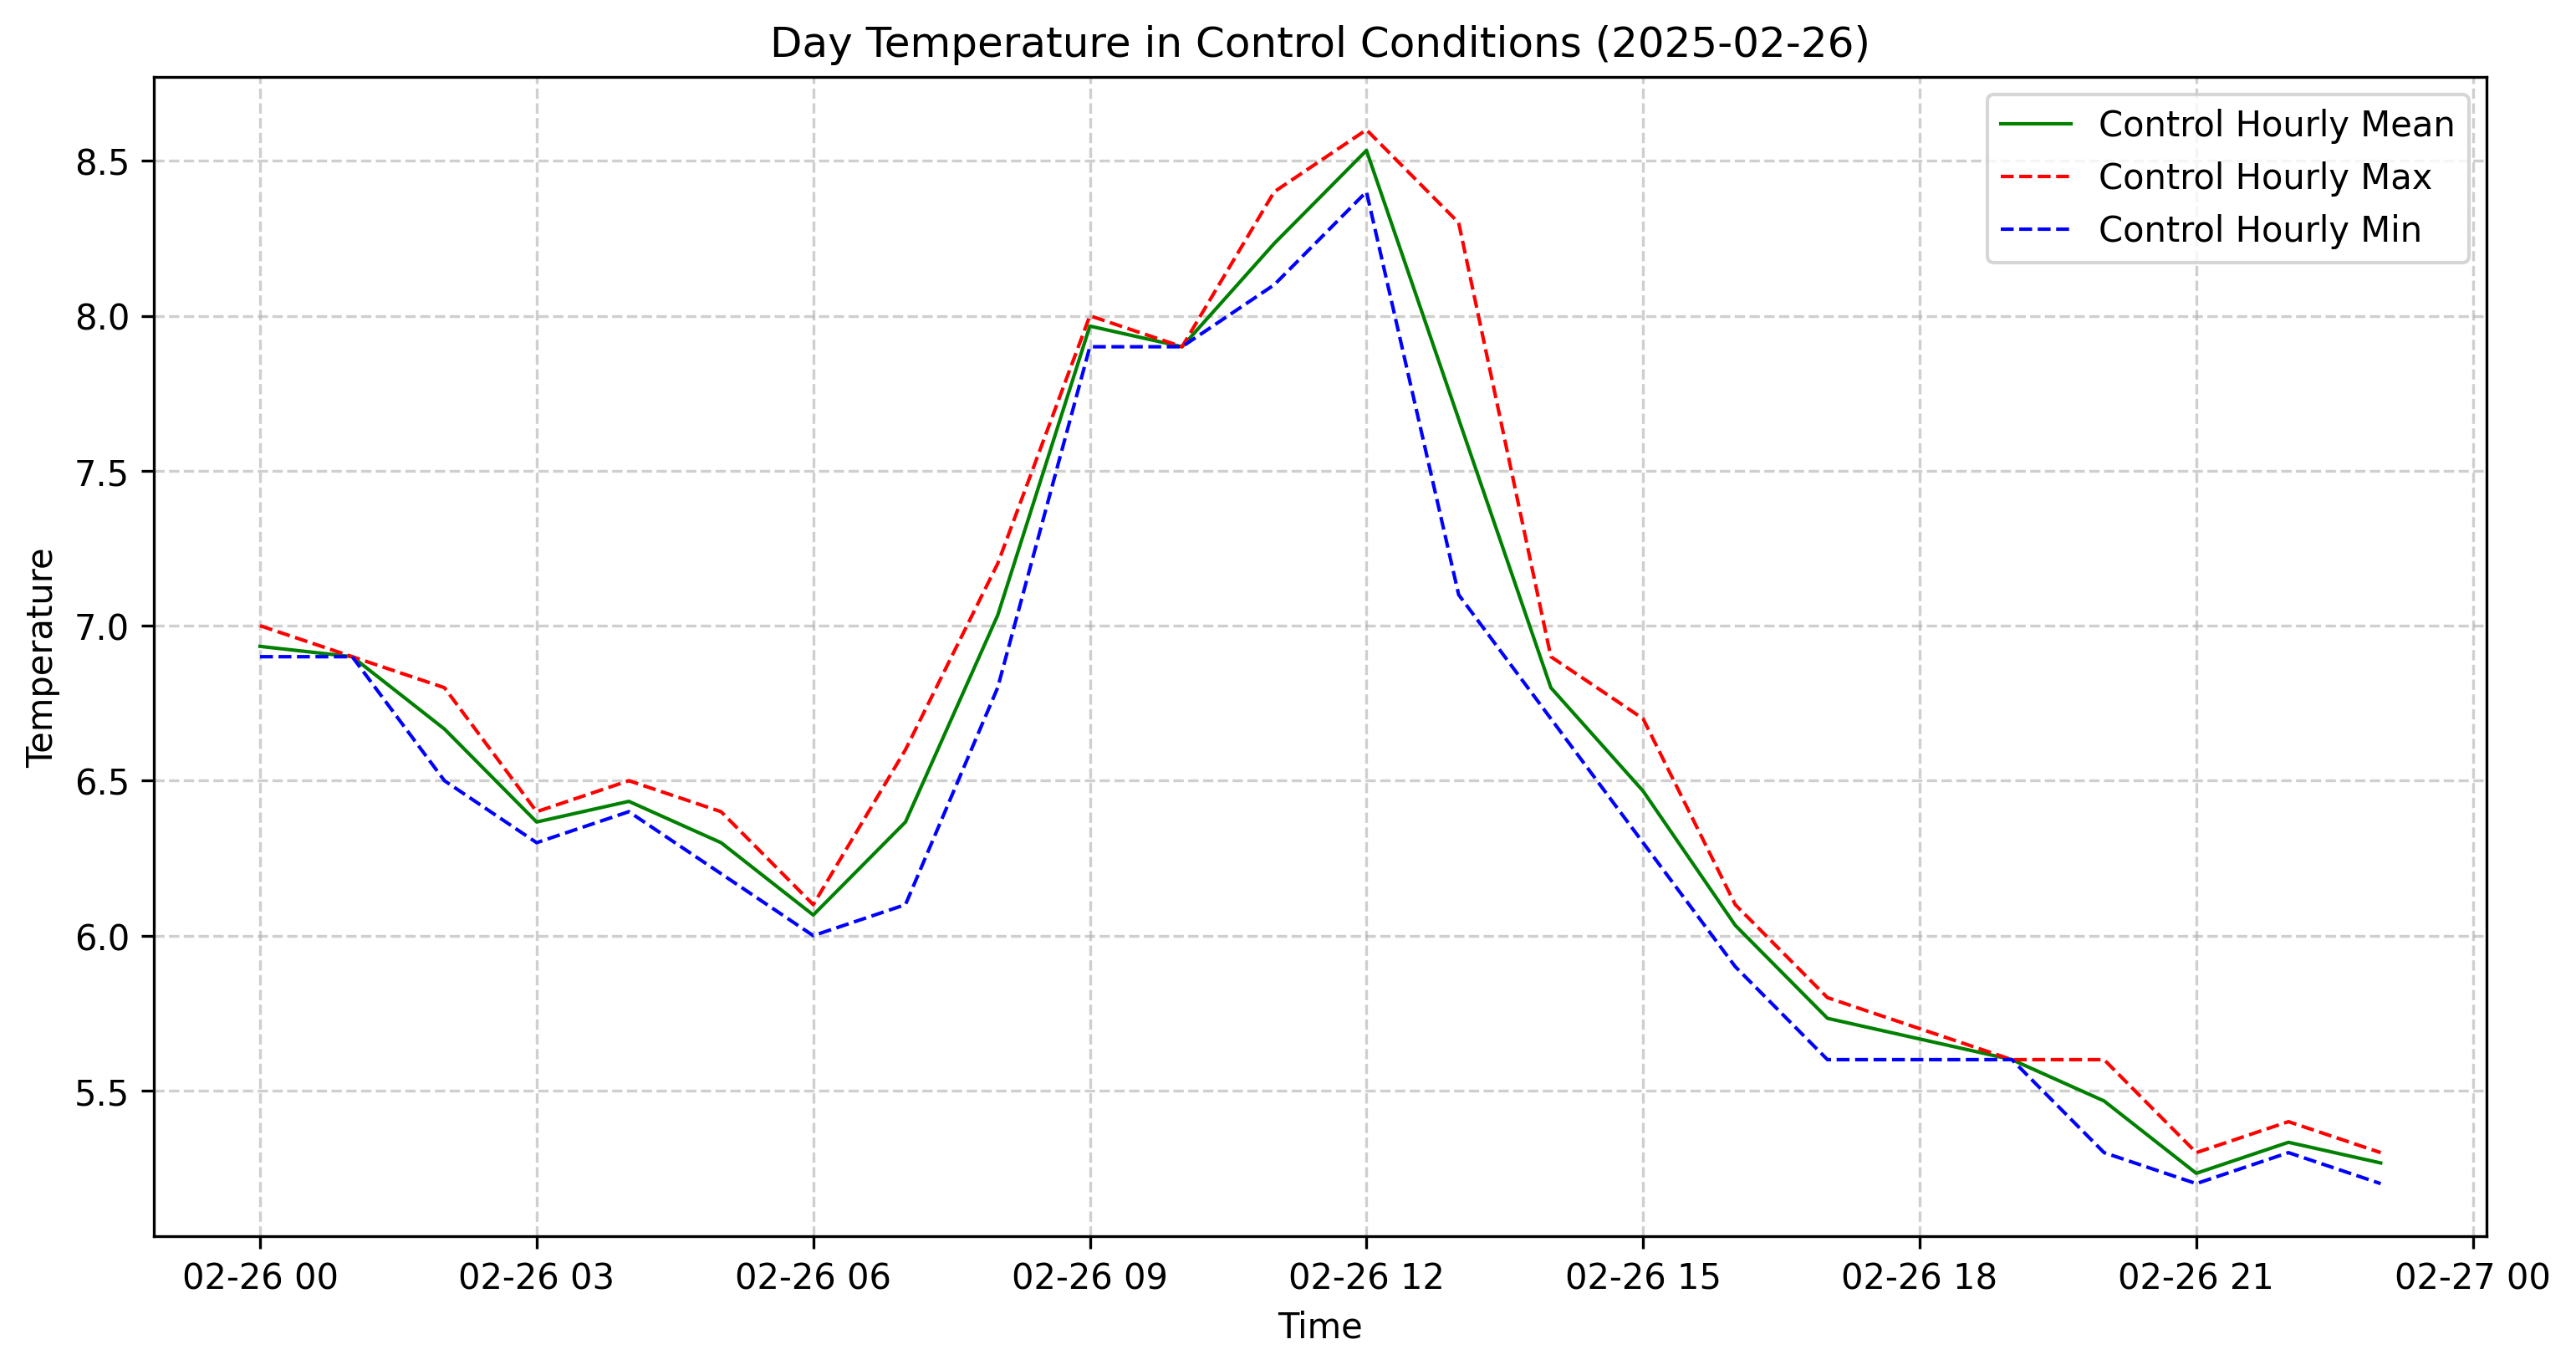 Day Temperature in Control Conditions (2025-02-26)
Control Hourly Mean
Control Hourly Max
Control Hourly Min
8.5
8.0
7.5
7.0
6.5
6.0
5.5
Temperature
02-26 00 02-26 03 02-26 06 02-26 09 02-26 12 02-26 15 02-26 18 02-26 21 02-27 00
Time